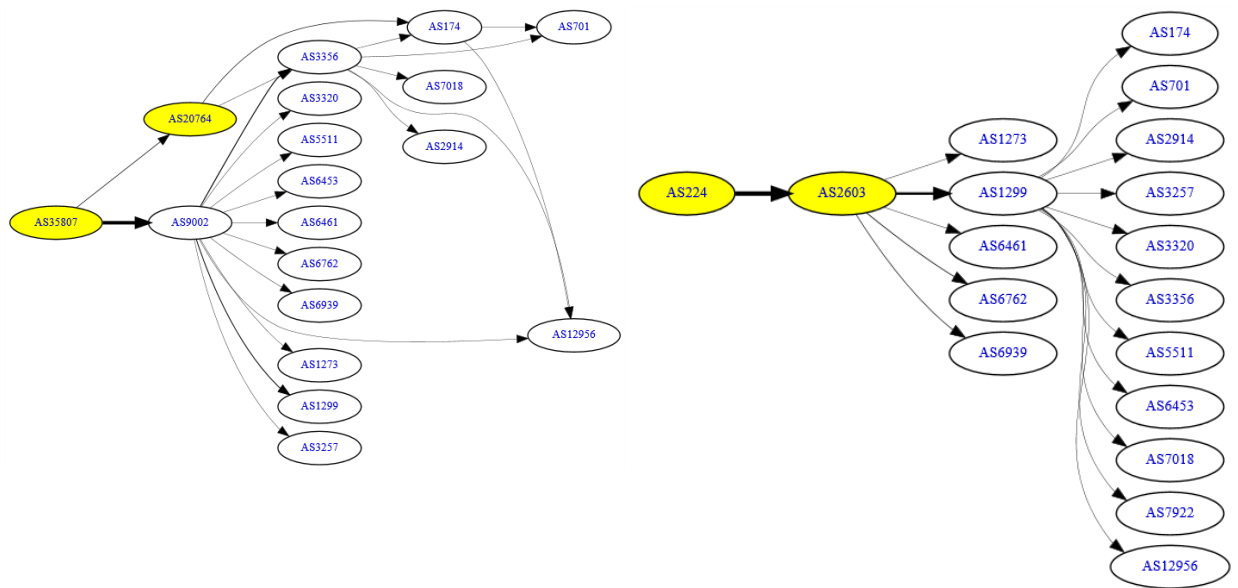 AS35807
AS20764
AS9002
AS3356
AS3320
AS5511
AS6453
AS6461
AS6762
AS6939
AS1273
AS1299
AS3257
AS174
AS7018
AS2914
AS701
AS12956
AS224
AS2603
AS1273
AS1299
AS6461
AS6762
AS6939
AS174
AS701
AS2914
AS3257
AS3320
AS3356
AS5511
AS6453
AS7018
AS7922
AS12956